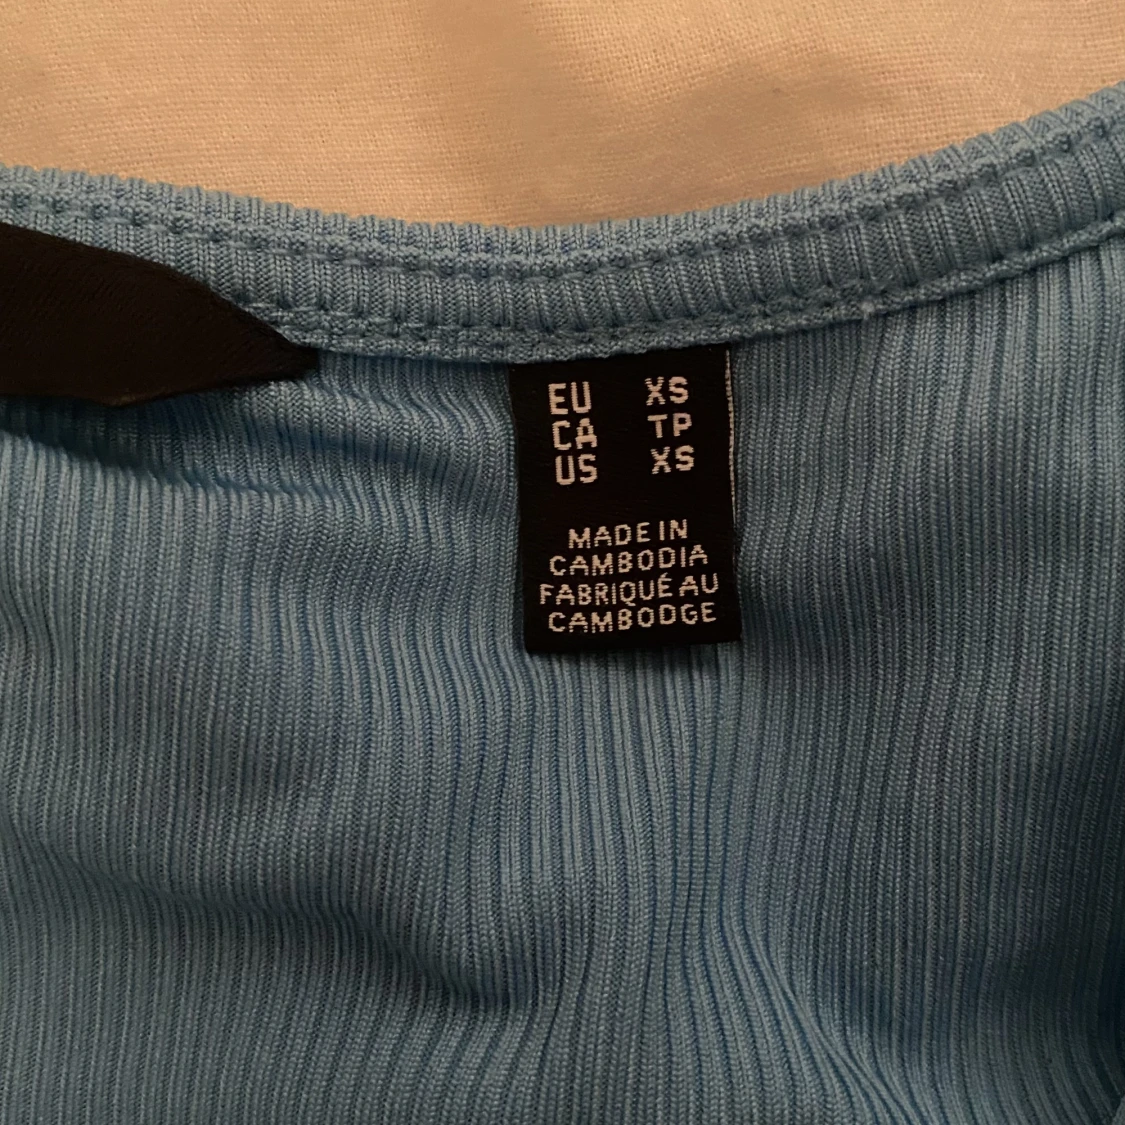 EU XS
CA TP
US XS
MADE IN
CAMBODIA
FABRIQUÉ AU
CAMBODGE